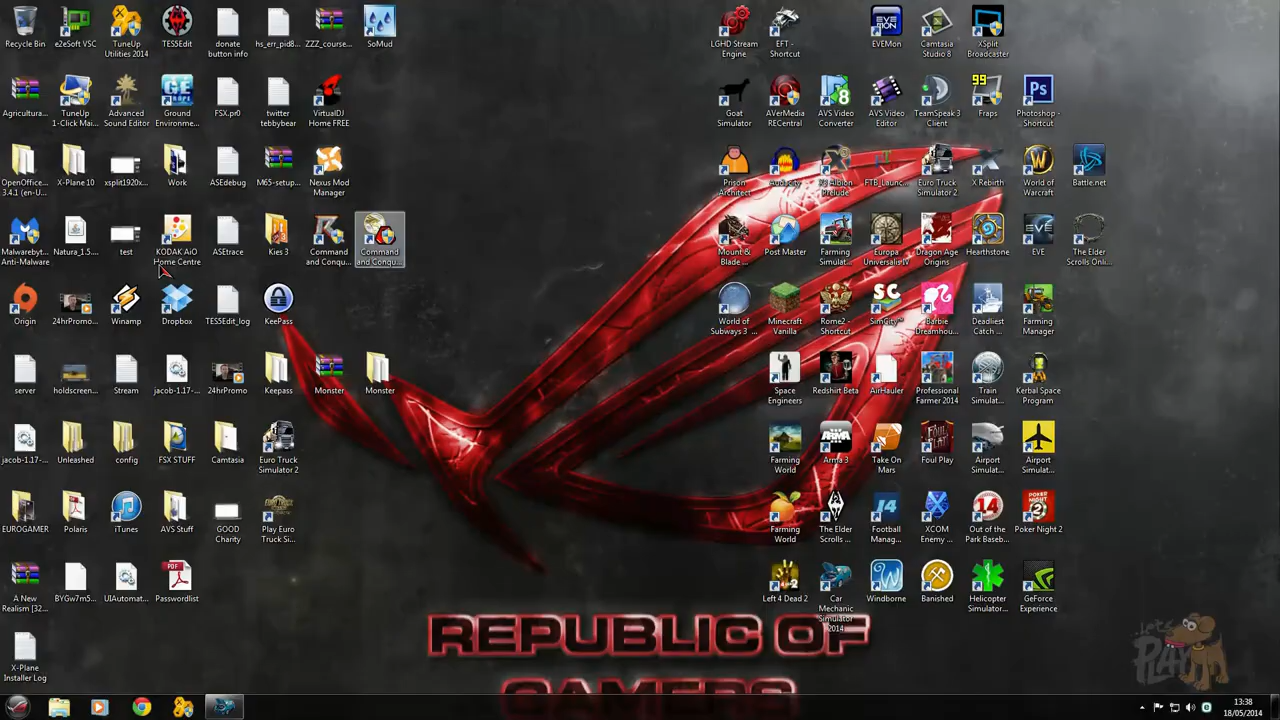 Recycle Bin
e2eSoft VSC
TuneUp
Utilities 2014
TES5Edit
donate
button info
hs_err_pid8...
ZZZ_course...
SoMud
LGHD Stream
Engine
EFT -
Shortcut
EVEMon
Camtasia
Studio 8
XSplit
Broadcaster
Agricultura...
TuneUp
1-Click Mai...
Advanced
Sound Editor
Ground
Environme...
FSX.pr0
twitter
tebbybear
VirtualDJ
Home FREE
Goat
Simulator
AVerMedia
RECentral
AVS Video
Converter
AVS Video
Editor
TeamSpeak 3
Client
99
Fraps
Photoshop -
Shortcut
OpenOffice...
3.4.1 (en-U...
X-Plane 10
xsplit1920x...
Work
ASEdebug
M65-setup...
Nexus Mod
Manager
Prison
Architect
Audacity
X3 Albion
Prelude
FTB_Launc...
Euro Truck
Simulator 2
X Rebirth
World of
Warcraft
Battle.net
Malwarebyt...
Anti-Malware
Natura_1.5...
test
KODAK AiO
Home Centre
ASEtrace
Kies 3
Command
and Conqu...
Command
and Conqu...
Mount &
Blade ...
Post Master
Farming
Simulat...
Europa
Universalis IV
Dragon Age
Origins
Hearthstone
EVE
The Elder
Scrolls Onli...
Origin
24hrPromo...
Winamp
Dropbox
TES5Edit_log
KeePass
World of
Subways 3 ...
Minecraft
Vanilla
Rome2 -
Shortcut
SimCity™
Barbie
Dreamhou...
Deadliest
Catch ...
Farming
Manager
server
holdscreen...
Stream
jacob-1.17-...
24hrPromo
Keepass
Monster
Monster
Space
Engineers
Redshirt Beta
AirHauler
Professional
Farmer 2014
Train
Simulat...
Kerbal Space
Program
jacob-1.17-...
Unleashed
config
FSX STUFF
Camtasia
Euro Truck
Simulator 2
Farming
World
Arma 3
Take On
Mars
Foul Play
Airport
Simulat...
Airport
Simulat...
EUROGAMER
Polaris
iTunes
AVS Stuff
GOOD
Charity
Play Euro
Truck Si...
Farming
World
The Elder
Scrolls ...
Football
Manag...
XCOM
Enemy ...
Out of the
Park Baseb...
Poker Night 2
A New
Realism [32...
BYGw7m5...
UIAutomat...
Passwordlist
Left 4 Dead 2
Car
Mechanic
Simulator
2014
Windborne
Banished
Helicopter
Simulator...
GeForce
Experience
X-Plane
Installer Log
REPUBLIC OF
GAMERS
Lets
PLAY
13:38
18/05/2014